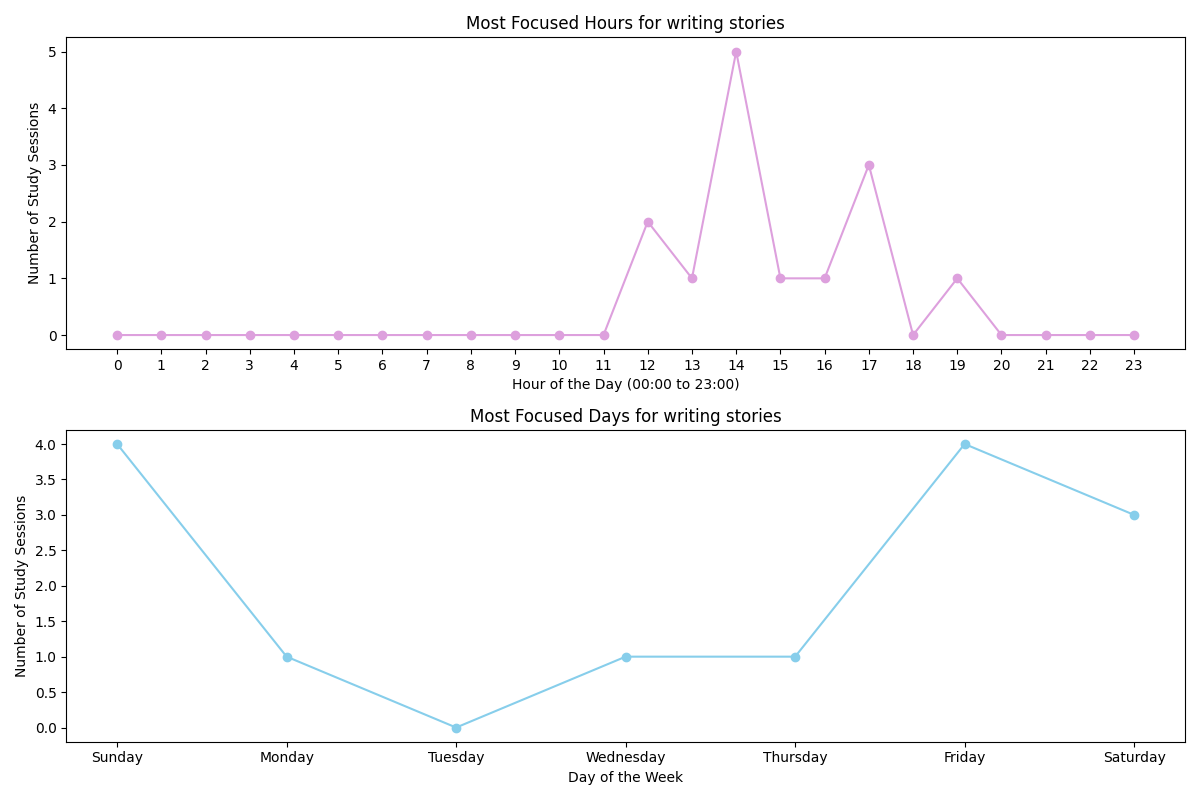 Most Focused Hours for writing stories
Number of Study Sessions
5
4
3
2
1
0
0 1 2 3 4 5 6 7 8 9 10 11 12 13 14 15 16 17 18 19 20 21 22 23
Hour of the Day (00:00 to 23:00)
Most Focused Days for writing stories
Number of Study Sessions
4.0
3.5
3.0
2.5
2.0
1.5
1.0
0.5
0.0
Sunday Monday Tuesday Wednesday Thursday Friday Saturday
Day of the Week